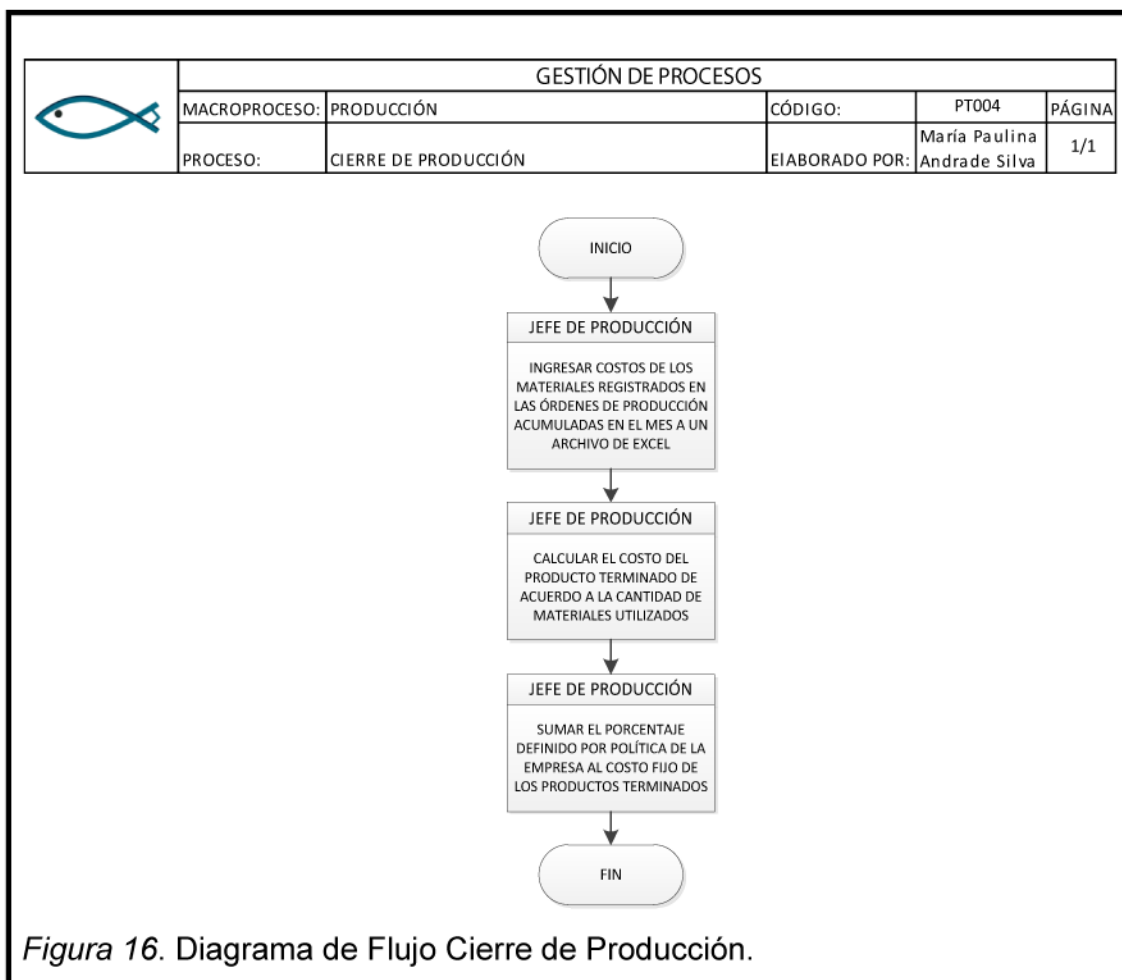 GESTIÓN DE PROCESOS
MACROPROCESO: PRODUCCIÓN CÓDIGO: PT004 PÁGINA
PROCESO: CIERRE DE PRODUCCIÓN ElABORADO POR: María Paulina Andrade Silva 1/1
INICIO
JEFE DE PRODUCCIÓN
INGRESAR COSTOS DE LOS
MATERIALES REGISTRADOS EN
LAS ÓRDENES DE PRODUCCIÓN
ACUMULADAS EN EL MES A UN
ARCHIVO DE EXCEL
JEFE DE PRODUCCIÓN
CALCULAR EL COSTO DEL
PRODUCTO TERMINADO DE
ACUERDO A LA CANTIDAD DE
MATERIALES UTILIZADOS
JEFE DE PRODUCCIÓN
SUMAR EL PORCENTAJE
DEFINIDO POR POLÍTICA DE LA
EMPRESA AL COSTO FIJO DE
LOS PRODUCTOS TERMINADOS
FIN
Figura 16. Diagrama de Flujo Cierre de Producción.